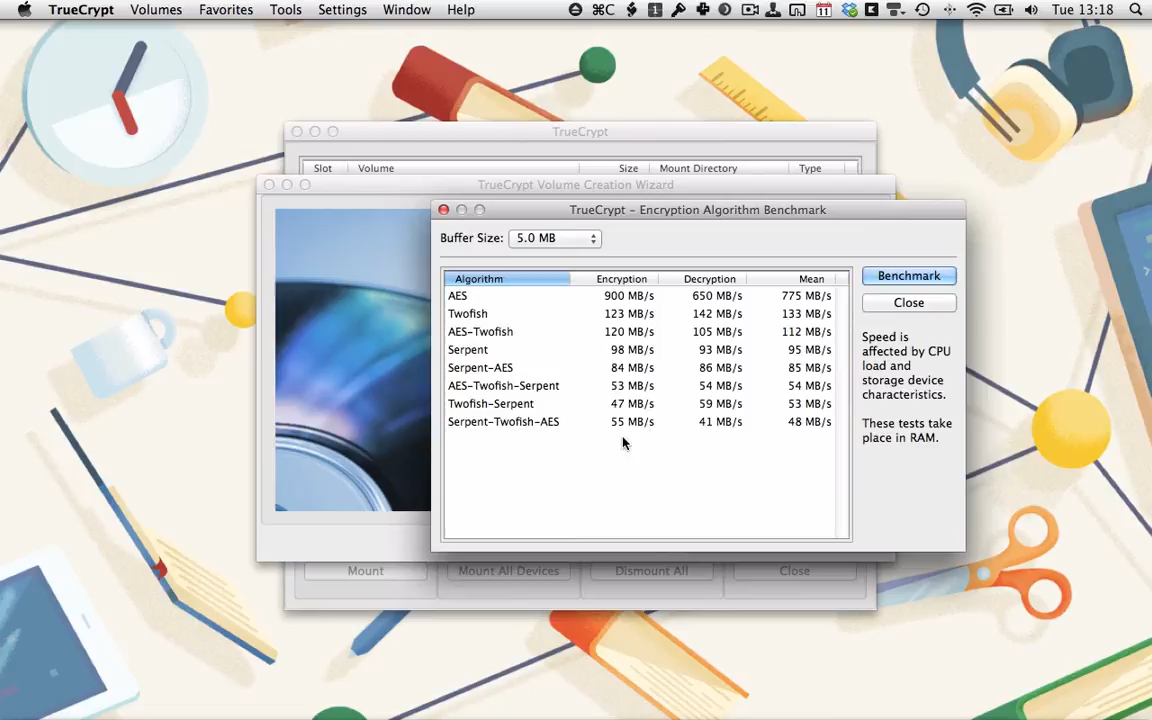 TrueCrypt Volumes Favorites Tools Settings Window Help ⌘C 1 11 Tue 13:18
TrueCrypt
Slot Volume Size Mount Directory Type
TrueCrypt Volume Creation Wizard
TrueCrypt - Encryption Algorithm Benchmark
Buffer Size: 5.0 MB
Algorithm Encryption Decryption Mean
AES 900 MB/s 650 MB/s 775 MB/s
Twofish 123 MB/s 142 MB/s 133 MB/s
AES-Twofish 120 MB/s 105 MB/s 112 MB/s
Serpent 98 MB/s 93 MB/s 95 MB/s
Serpent-AES 84 MB/s 86 MB/s 85 MB/s
AES-Twofish-Serpent 53 MB/s 54 MB/s 54 MB/s
Twofish-Serpent 47 MB/s 59 MB/s 53 MB/s
Serpent-Twofish-AES 55 MB/s 41 MB/s 48 MB/s
Benchmark
Close
Speed is
affected by CPU
load and
storage device
characteristics.
These tests take
place in RAM.
Mount Mount All Devices Dismount All Close